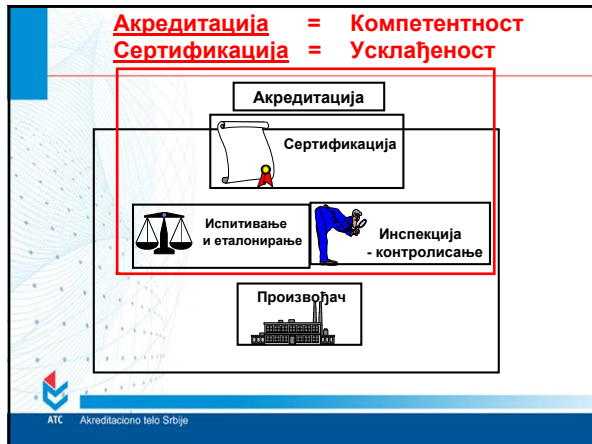 Акредитација = Компетентност
Сертификација = Усклађеност
Акредитација
Сертификација
Испитивање
и еталонирање
Инспекција
- контролисање
Произвођач
ATC Akreditaciono telo Srbije